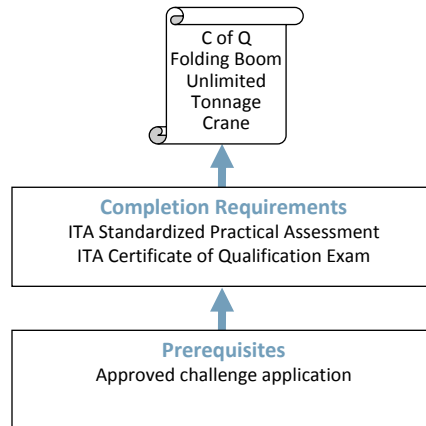 C of Q
Folding Boom
Unlimited
Tonnage
Crane
Completion Requirements
ITA Standardized Practical Assessment
ITA Certificate of Qualification Exam
Prerequisites
Approved challenge application